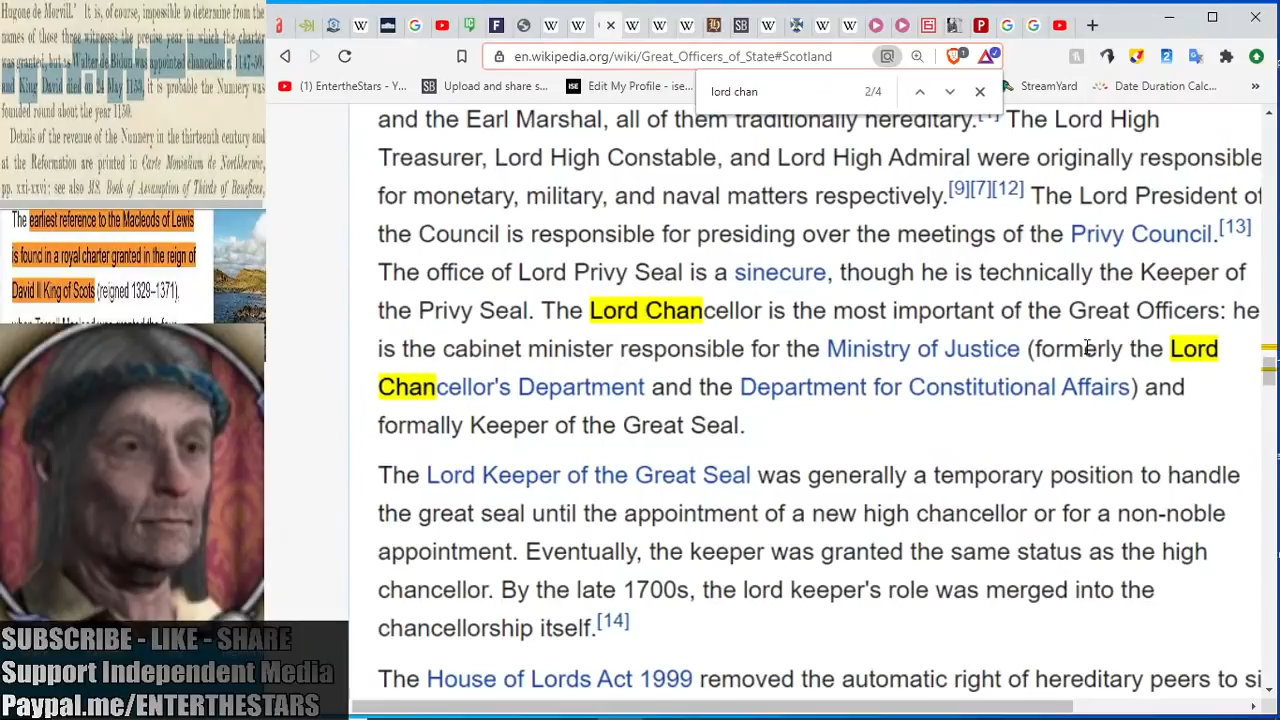 Hugone de Morvill.' It is, of course, impossible to determine from the
names of those three witnesses the precise year in which the charter
was granted, but as Walter de Bidun was appointed chancellor
and King David died on 24 May 1153, it is probable the Nunnery was
founded round about the year 1150.
Details of the revenue of the Nunnery in the thirteenth century and
at the Reformation are printed in Carte Monialium de Northberwic,
pp. xxi-xxvi: see also MS. Book of Assumption of Thirds of Benefices,
The earliest reference to the Macleods of Lewis
is found in a royal charter granted in the reign of
David II King of Scots (reigned 1329–1371),
en.wikipedia.org/wiki/Great_Officers_of_State#Scotland
(1) EntertheStars - Y...
Upload and share s...
Edit My Profile - ise...
StreamYard
Date Duration Calc...
»
lord chan
2/4
and the Earl Marshal, all of them traditionally hereditary. The Lord High
Treasurer, Lord High Constable, and Lord High Admiral were originally responsible
for monetary, military, and naval matters respectively.[9][7][12] The Lord President of
the Council is responsible for presiding over the meetings of the Privy Council.[13]
The office of Lord Privy Seal is a sinecure, though he is technically the Keeper of
the Privy Seal. The Lord Chancellor is the most important of the Great Officers: he
is the cabinet minister responsible for the Ministry of Justice (formerly the Lord
Chancellor's Department and the Department for Constitutional Affairs) and
formally Keeper of the Great Seal.
The Lord Keeper of the Great Seal was generally a temporary position to handle
the great seal until the appointment of a new high chancellor or for a non-noble
appointment. Eventually, the keeper was granted the same status as the high
chancellor. By the late 1700s, the lord keeper's role was merged into the
chancellorship itself.[14]
The House of Lords Act 1999 removed the automatic right of hereditary peers to si
SUBSCRIBE - LIKE - SHARE
Support Independent Media
Paypal.me/ENTERTHESTARS